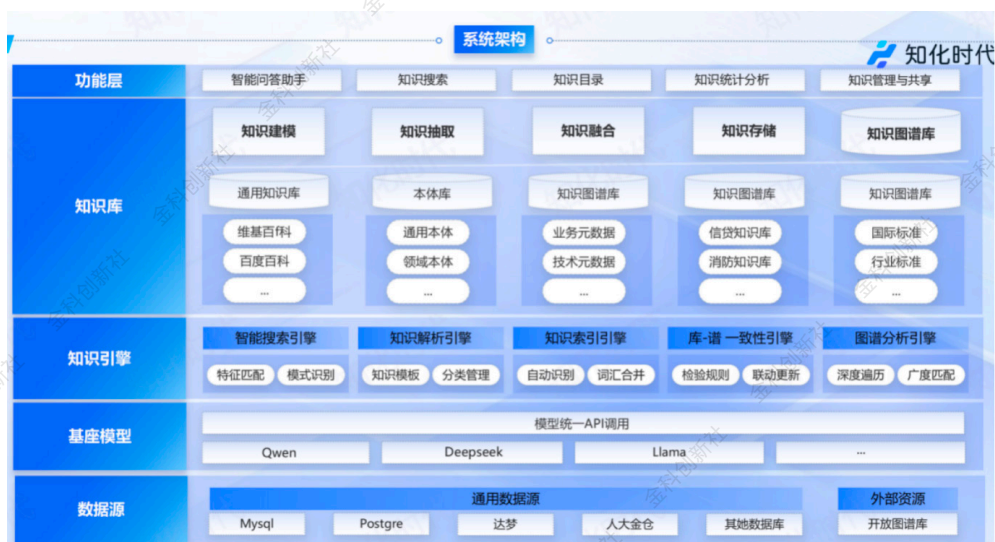 系统架构
知化时代
功能层
智能问答助手 知识搜索 知识目录 知识统计分析 知识管理与共享
知识库
知识建模 知识抽取 知识融合 知识存储 知识图谱库
通用知识库 本体库 知识图谱库 知识图谱库 知识图谱库
维基百f科 通用本体 业务元数据 信贷知识库 国际标准
百度百科 领域本体 技术元数据 消防知识库 行业标准
... ... ... ... ...
知识引擎
智能搜索引擎 知识解析引擎 知识索引引擎 库-谱 一致性引擎 图谱分析引擎
特征匹配 模式识别 知识模板 分类管理 自动识别 词汇合并 检验规则 联动更新 深度遍历 广度匹配
基座模型
模型统一API调用
Qwen Deepseek Llama ...
数据源
通用数据源 外部资源
Mysql Postgre 达梦 人大金仓 其她数据库 开放图谱库
金科创新社